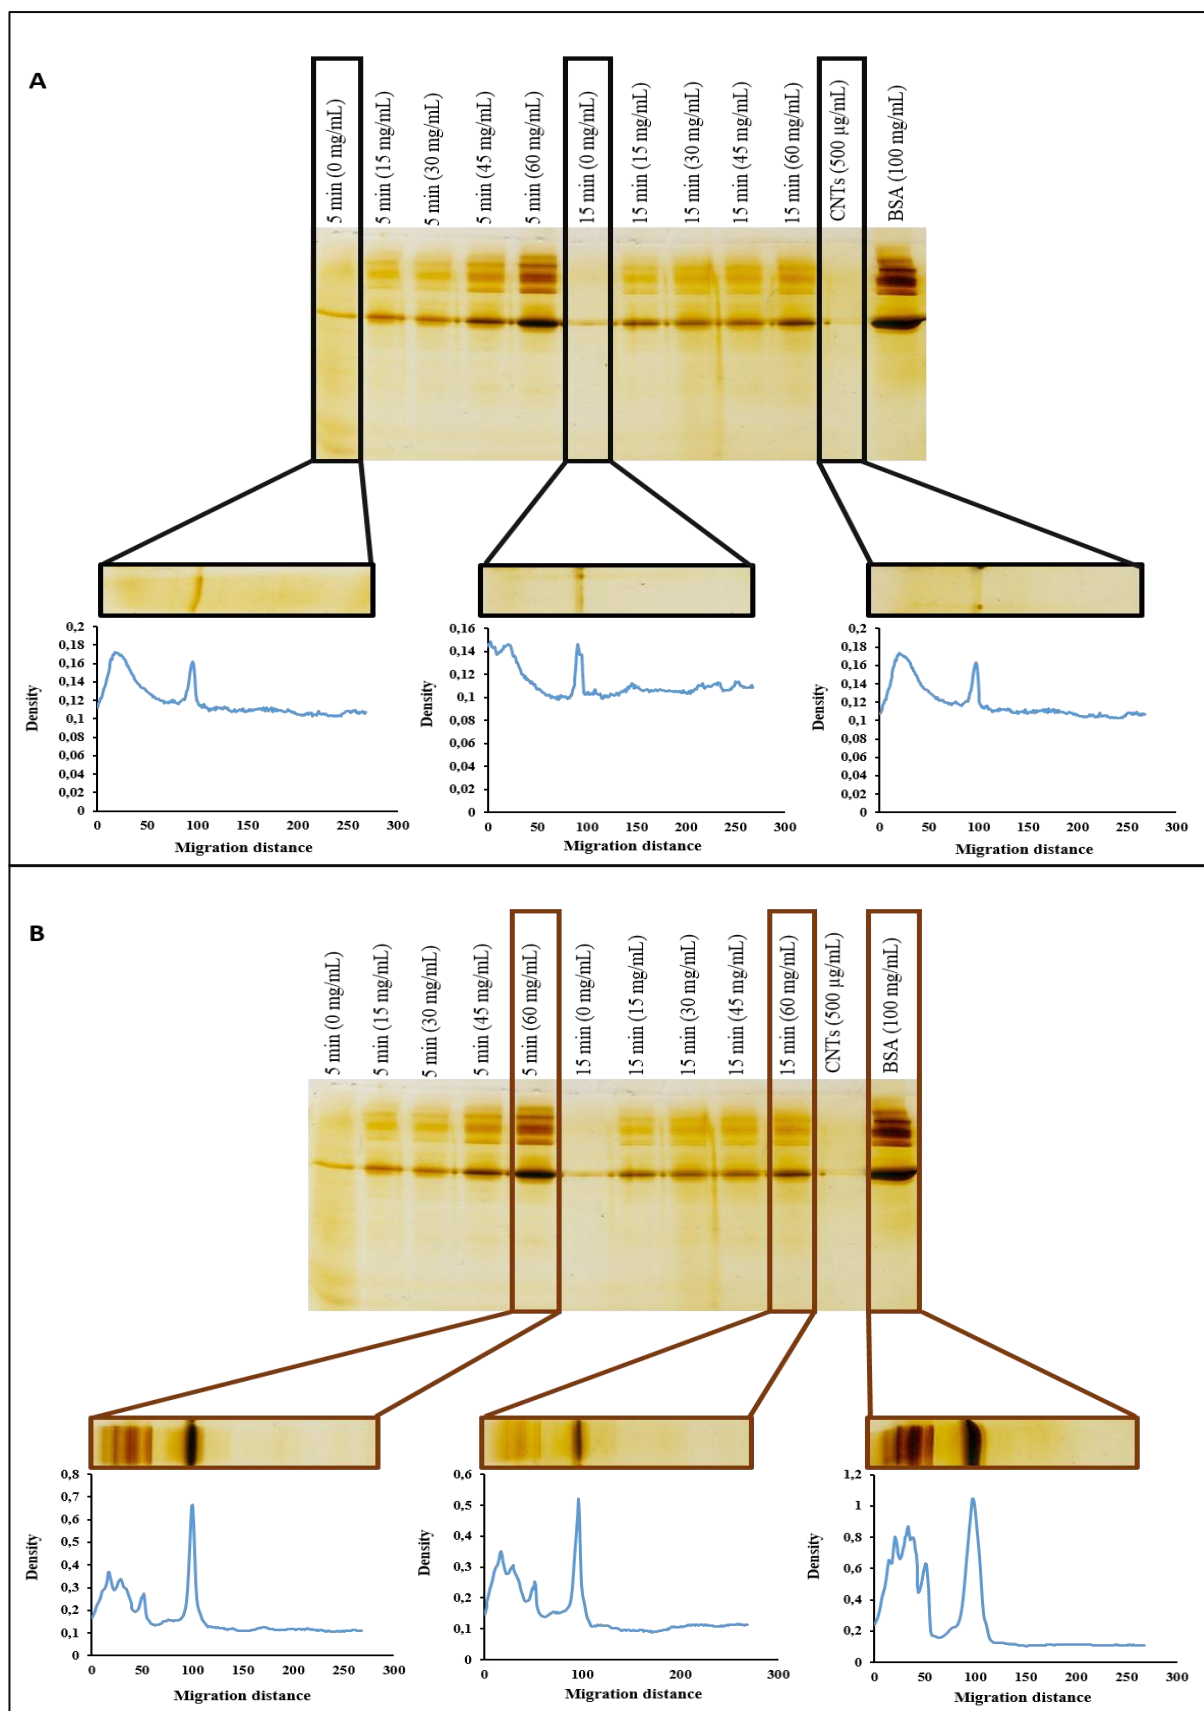 A
5 min (0 mg/mL)
5 min (15 mg/mL)
5 min (30 mg/mL)
5 min (45 mg/mL)
5 min (60 mg/mL)
15 min (0 mg/mL)
15 min (15 mg/mL)
15 min (30 mg/mL)
15 min (45 mg/mL)
15 min (60 mg/mL)
CNTs (500 µg/mL)
BSA (100 mg/mL)
Density
0,2
0,18
0,16
0,14
0,12
0,1
0,08
0,06
0,04
0,02
0
0 50 100 150 200 250 300
Migration distance
Density
0,16
0,14
0,12
0,1
0,08
0,06
0,04
0,02
0
0 50 100 150 200 250 300
Migration distance
Density
0,2
0,18
0,16
0,14
0,12
0,1
0,08
0,06
0,04
0,02
0
0 50 100 150 200 250 300
Migration distance
B
5 min (0 mg/mL)
5 min (15 mg/mL)
5 min (30 mg/mL)
5 min (45 mg/mL)
5 min (60 mg/mL)
15 min (0 mg/mL)
15 min (15 mg/mL)
15 min (30 mg/mL)
15 min (45 mg/mL)
15 min (60 mg/mL)
CNTs (500 µg/mL)
BSA (100 mg/mL)
Density
0,8
0,7
0,6
0,5
0,4
0,3
0,2
0,1
0
0 50 100 150 200 250 300
Migration distance
Density
0,6
0,5
0,4
0,3
0,2
0,1
0
0 100 200 300
Migration distance
Density
1,2
1
0,8
0,6
0,4
0,2
0
0 50 100 150 200 250 300
Migration distance